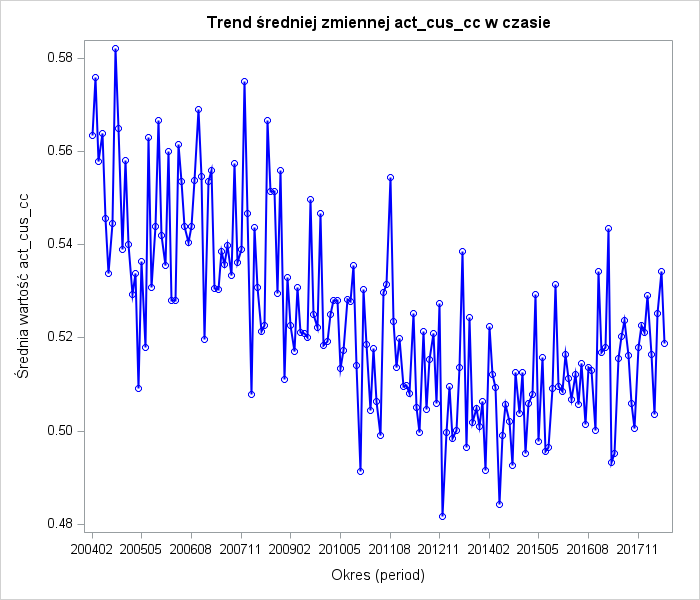 Trend średniej zmiennej act_cus_cc w czasie
Średnia wartość act_cus_cc
0.58
0.56
0.54
0.52
0.50
0.48
200402 200505 200608 200711 200902 201005 201108 201211 201402 201505 201608 201711
Okres (period)